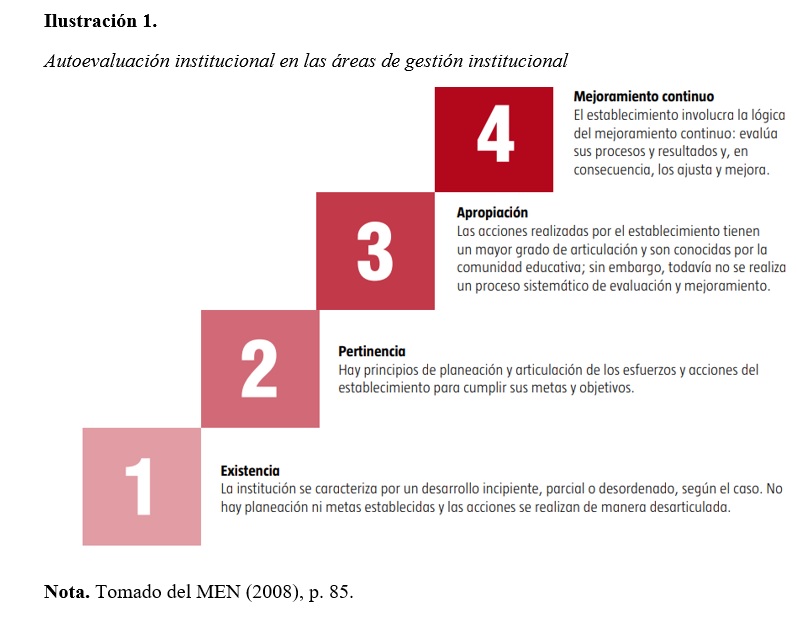 Ilustración 1.
Autoevaluación institucional en las áreas de gestión institucional
4
Mejoramiento continuo
El establecimiento involucra la lógica
del mejoramiento continuo: evalúa
sus procesos y resultados y, en
consecuencia, los ajusta y mejora.
3
Apropiación
Las acciones realizadas por el establecimiento tienen
un mayor grado de articulación y son conocidas por la
comunidad educativa; sin embargo, todavía no se realiza
un proceso sistemático de evaluación y mejoramiento.
2
Pertinencia
Hay principios de planeación y articulación de los esfuerzos y acciones del
establecimiento para cumplir sus metas y objetivos.
1
Existencia
La institución se caracteriza por un desarrollo incipiente, parcial o desordenado, según el caso. No
hay planeación ni metas establecidas y las acciones se realizan de manera desarticulada.
Nota. Tomado del MEN (2008), p. 85.